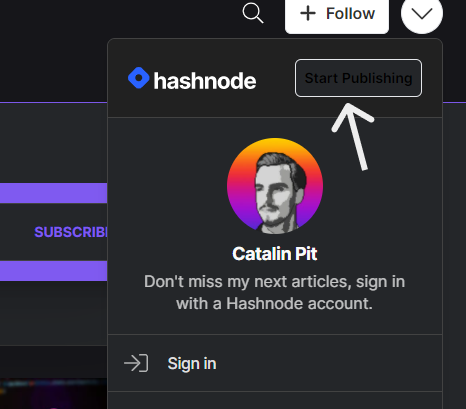 Follow
hashnode
Start Publishing
SUBSCRIB
Catalin Pit
Don't miss my next articles, sign in
with a Hashnode account.
Sign in